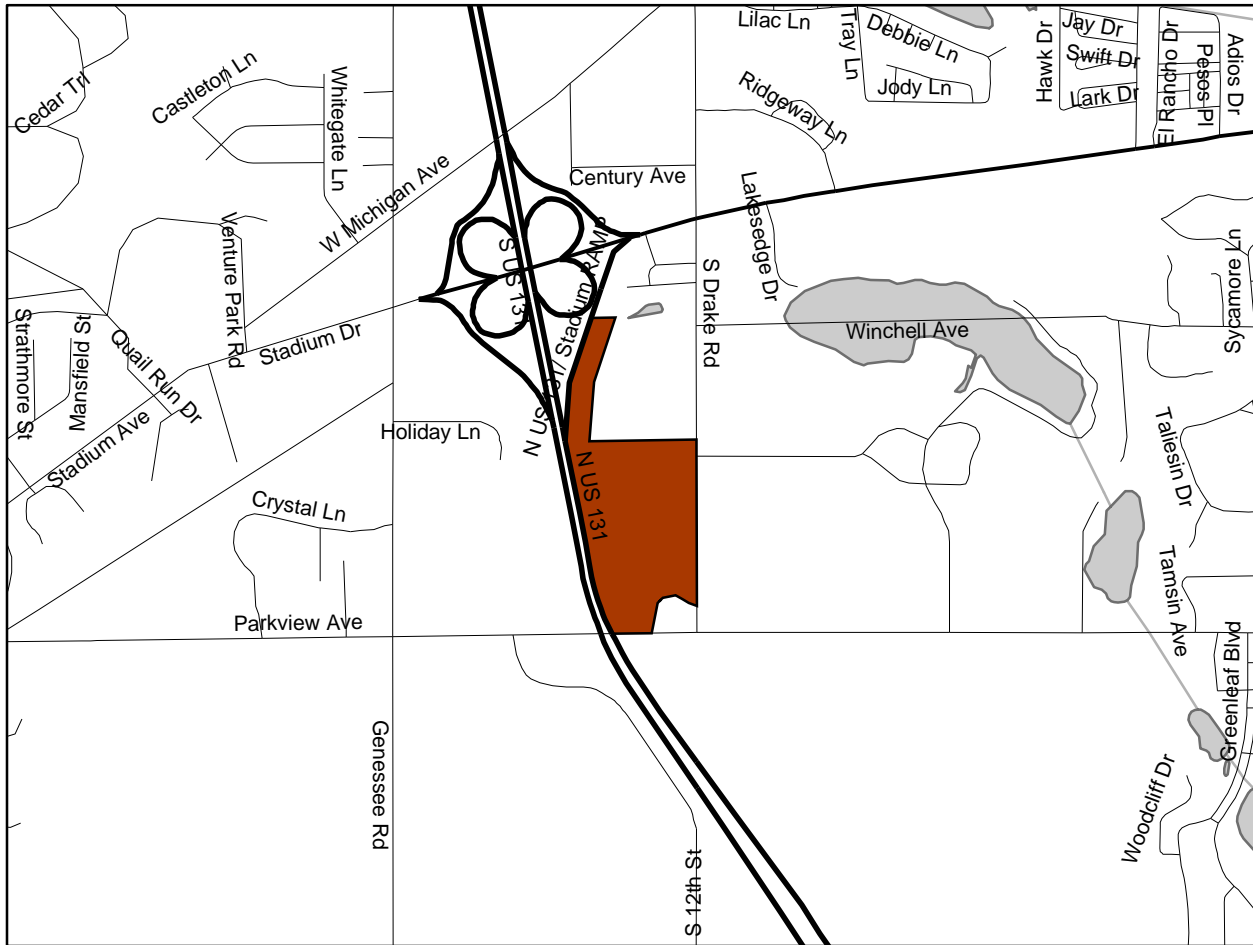 Lilac Ln
Tray Ln
Debbie Ln
Hawk Dr
Jay Dr
El Rancho Dr
Pesos Pl
Adios Dr
Swift Dr
Cedar Trl
Castleton Ln
Whitegate Ln
Jody Ln
Lark Dr
Ridgeway Ln
W Michigan Ave
Century Ave
Lakesedge Dr
Venture Park Rd
S US 131
N US 131 / Stadium RAMP
S Drake Rd
Sycamore Ln
Strathmore St
Mansfield St
Quail Run Dr
Stadium Dr
Winchell Ave
Stadium Ave
Holiday Ln
Taliesin Dr
N US 131
Crystal Ln
Tamsin Ave
Parkview Ave
Greenleaf Blvd
Genessee Rd
Woodcliff Dr
S 12th St